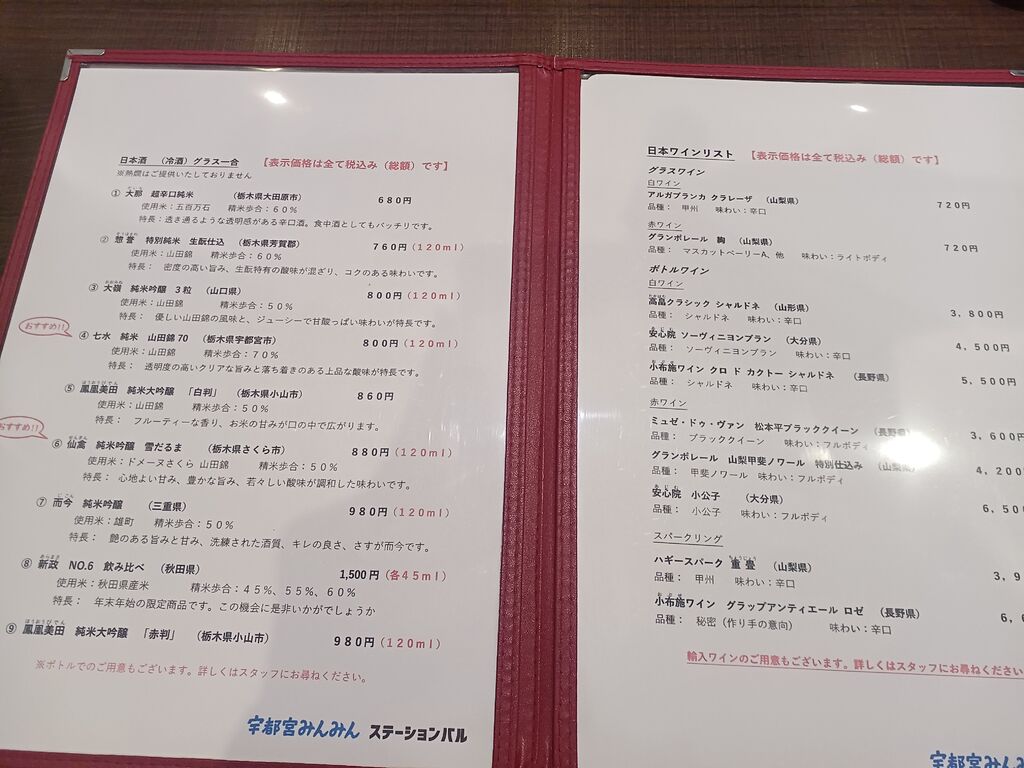 日本酒 （冷酒）グラス一合 【表示価格は全て税込み（総額）です】
※熱燗はご提供いたしておりません
① 大那 超辛口純米 （栃木県大田原市） 680円
使用米：五百万石 精米歩合：60%
特長：透き通るような透明感がある辛口酒。食中酒としてもバッチリです。
② 惣誉 特別純米 生酛仕込 （栃木県芳賀郡） 760円(120ml)
使用米：山田錦 精米歩合：60%
特長： 密度の高い旨み、生酛特有の酸味が混ざり、コクのある味わいです。
③ 大嶺 純米吟醸 3粒 （山口県） 800円(120ml)
使用米：山田錦 精米歩合：50%
特長： 優しい山田錦の風味と、ジューシーで甘酸っぱい味わいが特長です。
おすすめ!!
④ 七水 純米 山田錦70 （栃木県宇都宮市） 800円(120ml)
使用米：山田錦 精米歩合：70%
特長： 透明度の高いクリアな旨みと落ち着きのある上品な酸味が特長です。
⑤ 鳳凰美田 純米大吟醸 「白判」 （栃木県小山市） 860円
使用米：山田錦 精米歩合：50%
特長： フルーティーな香り、お米の甘みが口の中で広がります。
おすすめ!!
⑥ 仙禽 純米吟醸 雪だるま （栃木県さくら市） 880円(120ml)
使用米：ドメーヌさくら 山田錦 精米歩合：50%
特長： 心地よい甘み、豊かな旨み、若々しい酸味が調和した味わいです。
⑦ 而今 純米吟醸 （三重県） 980円(120ml)
使用米：雄町 精米歩合：50%
特長： 艶のある旨みと甘み、洗練された酒質、キレの良さ、さすが而今です。
⑧ 新政 NO.6 飲み比べ （秋田県） 1,500円(各45ml)
使用米：秋田県産米 精米歩合：45%、55%、60%
特長： 年末年始の限定商品です。この機会に是非いかがでしょうか
⑨ 鳳凰美田 純米大吟醸 「赤判」 （栃木県小山市） 980円(120ml)
※ボトルでのご用意もございます。詳しくはスタッフにお尋ねください。
宇都宮みんみん ステーションバル
日本ワインリスト 【表示価格は全て税込み（総額）です】
グラスワイン
白ワイン
アルガブランカ クラレーザ （山梨県） 720円
品種： 甲州 味わい：辛口
赤ワイン
グランポレール 絢 （山梨県） 720円
品種： マスカットベーリーA、他 味わい：ライトボディ
ボトルワイン
白ワイン
高畠クラシック シャルドネ （山形県） 3,800円
品種： シャルドネ 味わい：辛口
安心院 ソーヴィニヨンブラン （大分県） 4,500円
品種： ソーヴィニヨンブラン 味わい：辛口
小布施ワイン クロ ド カクトー シャルドネ （長野県） 5,500円
品種： シャルドネ 味わい：辛口
赤ワイン
ミュゼ・ドゥ・ヴァン 松本平ブラッククイーン （長野県） 3,600円
品種： ブラッククイーン 味わい：フルボディ
グランポレール 山梨甲斐ノワール 特別仕込み （山梨県） 4,200
品種： 甲斐ノワール 味わい：フルボディ
安心院 小公子 （大分県） 6,50
品種： 小公子 味わい：フルボディ
スパークリング
ハギースパーク 重畳 （山梨県） 3,9
品種： 甲州 味わい：辛口
小布施ワイン グラップアンティエール ロゼ （長野県） 6,6
品種： 秘密（作り手の意向） 味わい：辛口
輸入ワインのご用意もございます。詳しくはスタッフにお尋ねください
宇都宮みんみ